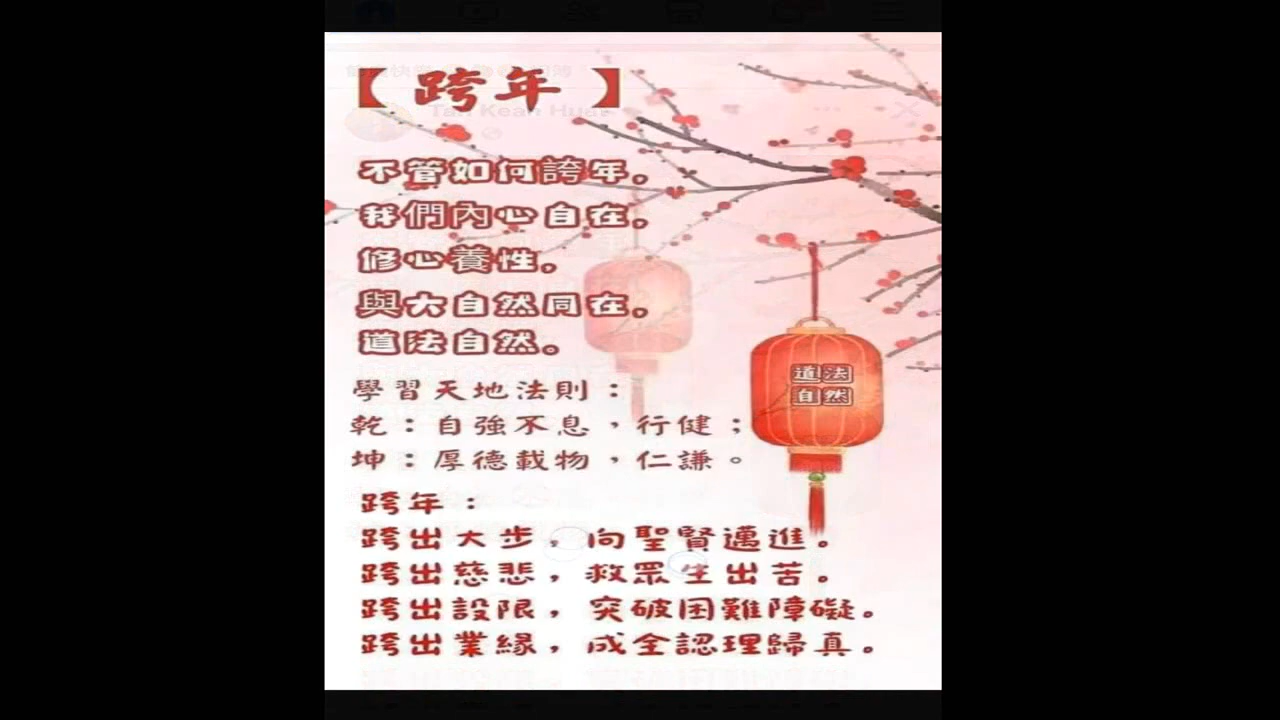 【 跨年 】
不管如何誇年。
我們內心自在。
修心養性。
與大自然同在。
道法自然。
學習天地法則：
乾：自強不息，行健；
坤：厚德載物，仁謙。
道法
自然
跨年：
跨出大步，向聖賢邁進。
跨出慈悲，救眾生出苦。
跨出設限，突破困難障礙。
跨出業緣，成全認理歸真。
Tan Kean Huat